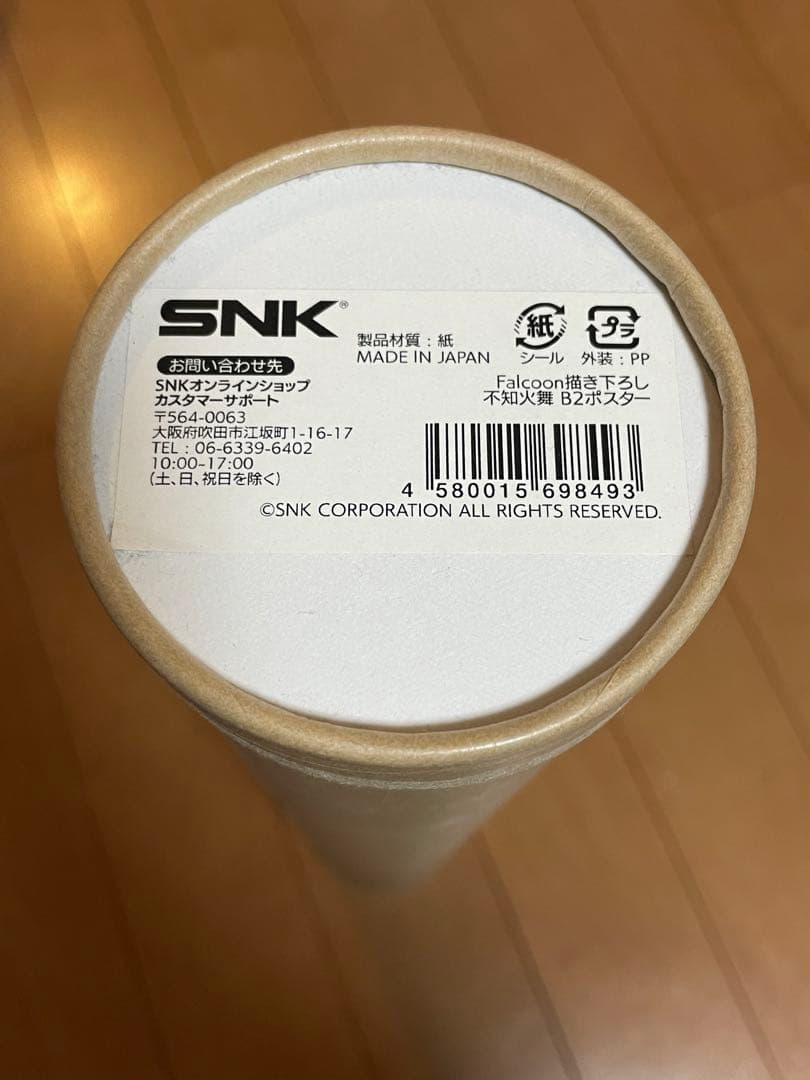 SNK®
お問い合わせ先
SNKオンラインショップ
カスタマーサポート
〒564-0063
大阪府吹田市江坂町1-16-17
TEL : 06-6339-6402
10:00-17:00
(土、日、祝日を除く)
製品材質 : 紙
MADE IN JAPAN
紙
シール
プラ
外装 : PP
Falcoon描き下ろし
不知火舞 B2ポスター
4 580015 698493
©SNK CORPORATION ALL RIGHTS RESERVED.